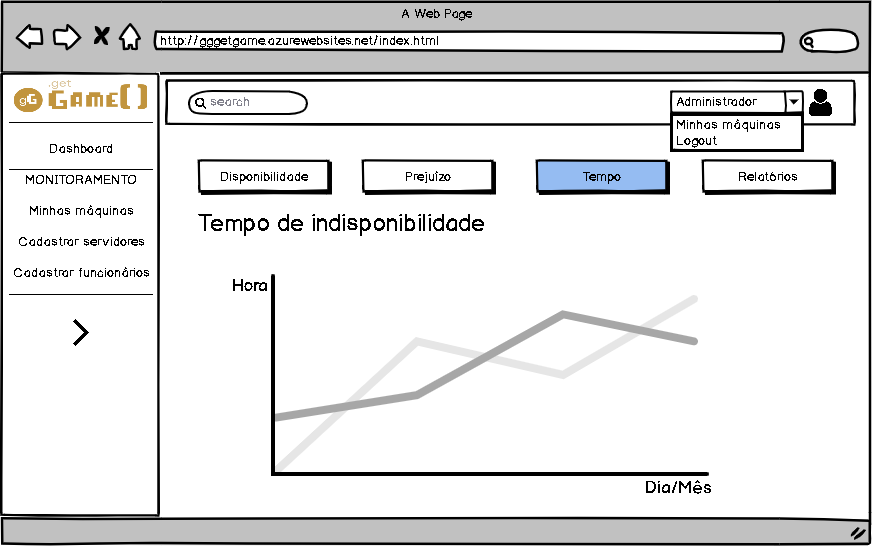 A Web Page
http://gggetgame.azurewebsites.net/index.html
.get
gG GAME[]
search
Administrador
Minhas máquinas
Logout
Dashboard
MONITORAMENTO
Minhas máquinas
Cadastrar servidores
Cadastrar funcionários
Disponibilidade
Prejuízo
Tempo
Relatórios
Tempo de indisponibilidade
Hora
Dia/Mês